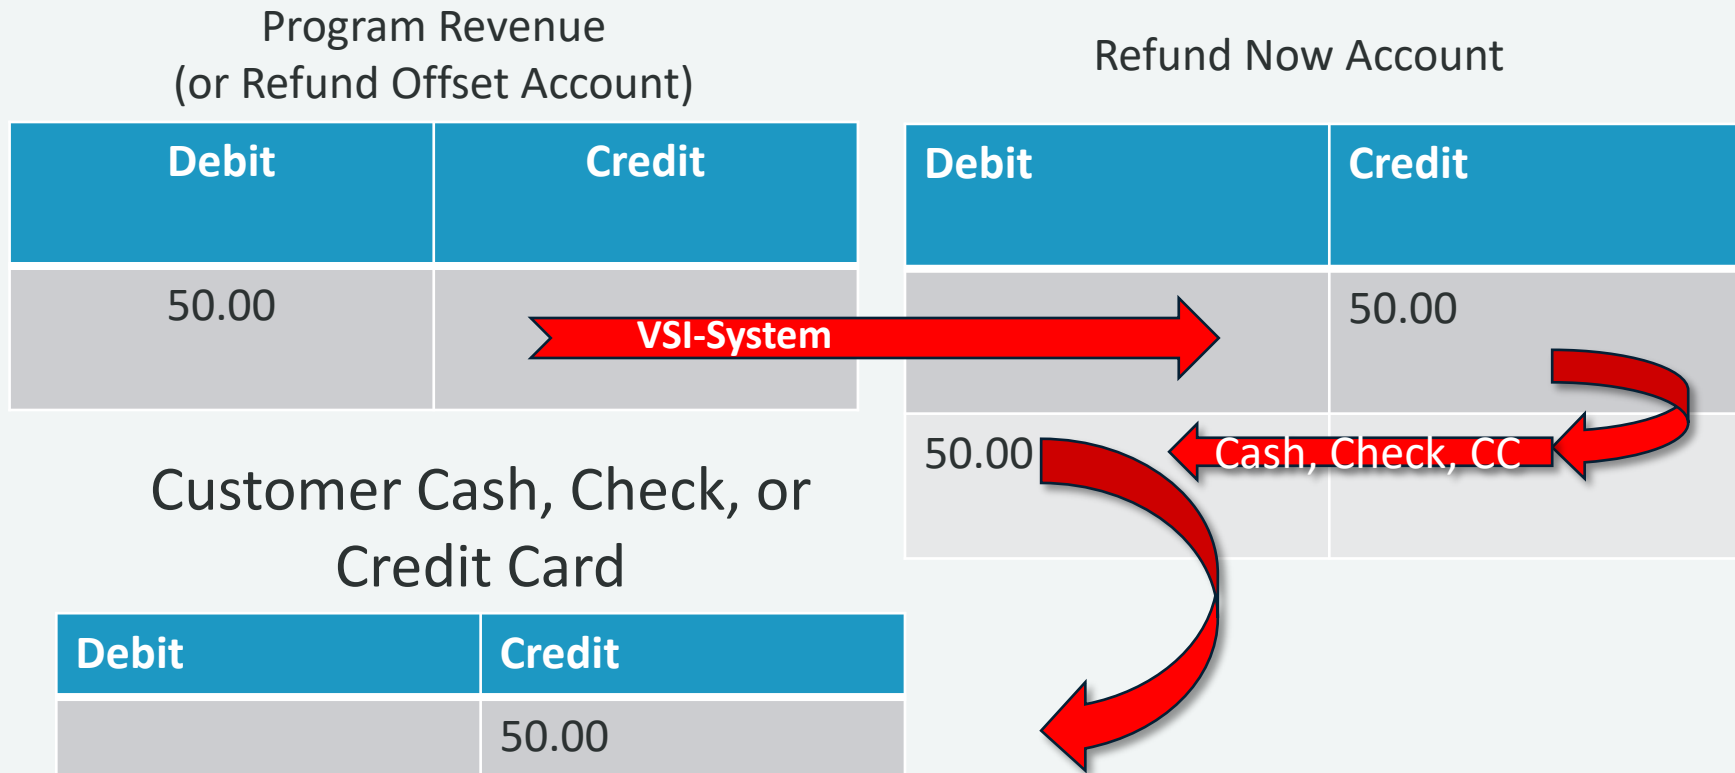 Program Revenue
(or Refund Offset Account)
Debit Credit
50.00
VSI-System
Refund Now Account
Debit Credit
50.00
50.00 Cash, Check, CC
Customer Cash, Check, or
Credit Card
Debit Credit
50.00